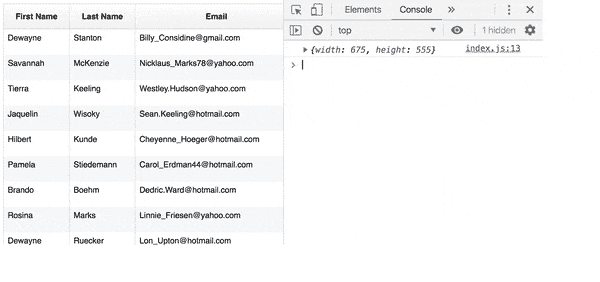 First Name Last Name Email
Dewayne Stanton Billy_Considine@gmail.com
Savannah McKenzie Nicklaus_Marks78@yahoo.com
Tierra Keeling Westley.Hudson@yahoo.com
Jaquelin Wisoky Sean.Keeling@hotmail.com
Hilbert Kunde Cheyenne_Hoeger@hotmail.com
Pamela Stiedemann Carol_Erdman44@hotmail.com
Brando Boehm Dedric.Ward@hotmail.com
Rosina Marks Linnie_Friesen@yahoo.com
Dewayne Ruecker Lon_Upton@hotmail.com
Elements Console »
top 1 hidden
{width: 675, height: 555} index.js:13
>